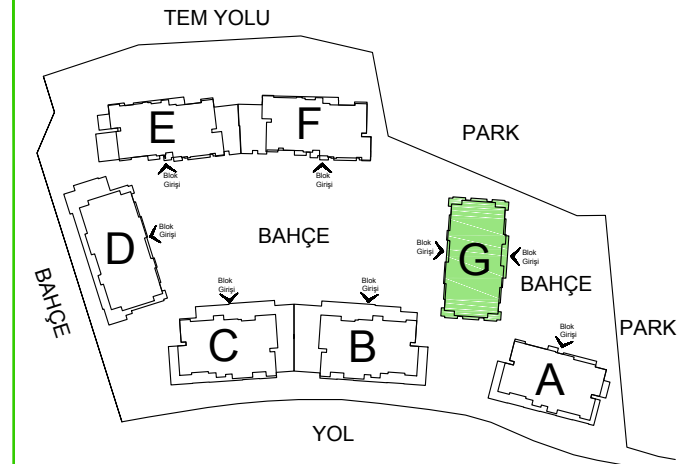 TEM YOLU
E
F
PARK
Blok
Girişi
Blok
Girişi
D
Blok
Girişi
BAHÇE
Blok
Girişi
G
Blok
Girişi
BAHÇE
BAHÇE
Blok
Girişi
Blok
Girişi
C
B
Blok
Girişi
PARK
A
YOL